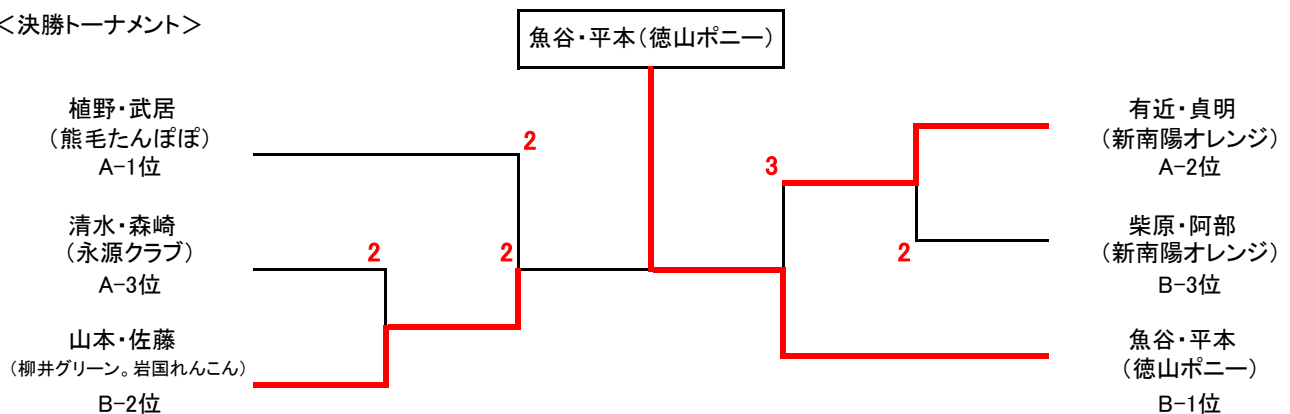 ＜決勝トーナメント＞
魚谷・平本(徳山ポニー)
植野・武居
(熊毛たんぽぽ)
A-1位
2
清水・森崎
(永源クラブ)
A-3位
2
2
山本・佐藤
(柳井グリーン。岩国れんこん)
B-2位
有近・貞明
(新南陽オレンジ)
A-2位
3
柴原・阿部
(新南陽オレンジ)
B-3位
2
魚谷・平本
(徳山ポニー)
B-1位